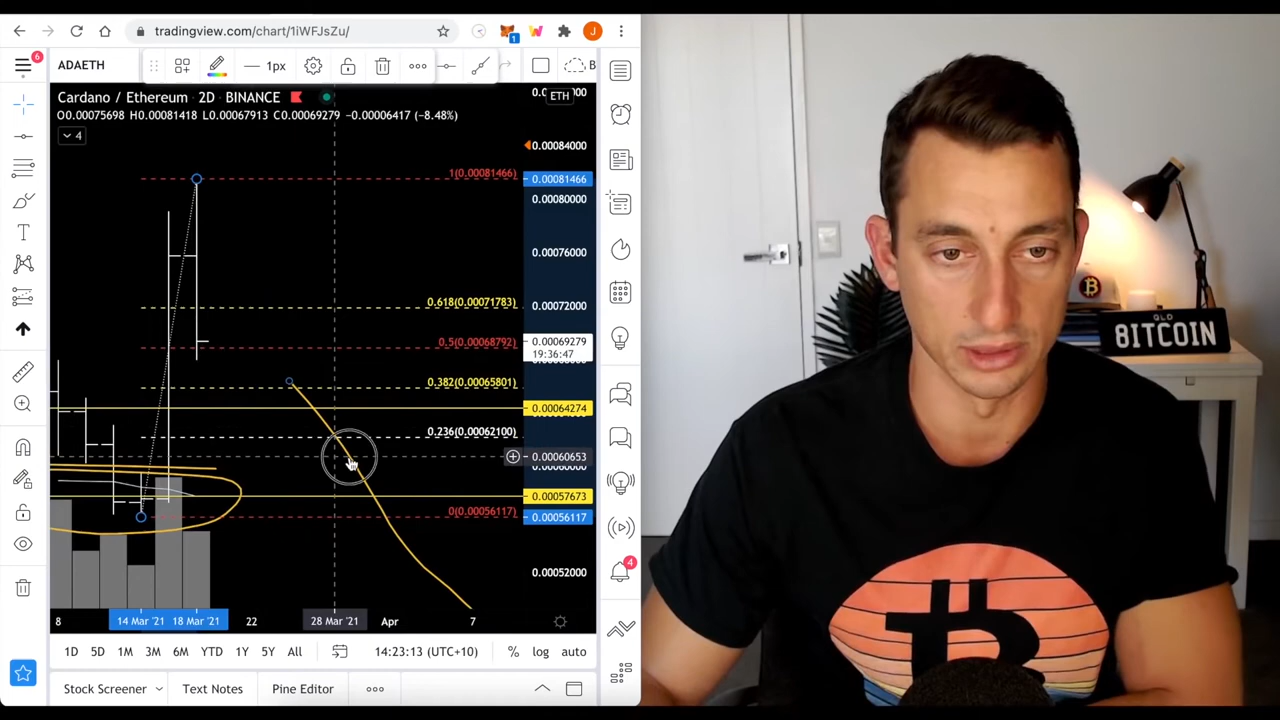 tradingview.com/chart/1iWFJsZu/
1
J
6
ADAETH
1px
B
Cardano / Ethereum 2D BINANCE
ETH
O0.00075698 H0.00081418 L0.00067913 C0.00069279 −0.00006417 (−8.48%)
4
0.00084000
1(0.00081466)
0.00081466
0.00080000
0.00076000
0.618(0.00071783)
0.00072000
0.5(0.00068792)
0.00069279
19:36:47
0.382(0.00065801)
0.00064274
0.236(0.00062100)
0.00060653
0.00057673
0(0.00056117)
0.00056117
0.00052000
8
14 Mar '21
18 Mar '21
22
28 Mar '21
Apr
7
1D 5D 1M 3M 6M YTD 1Y 5Y All
14:23:13 (UTC+10)
% log auto
Stock Screener
Text Notes
Pine Editor
4
QLD
8ITCOIN